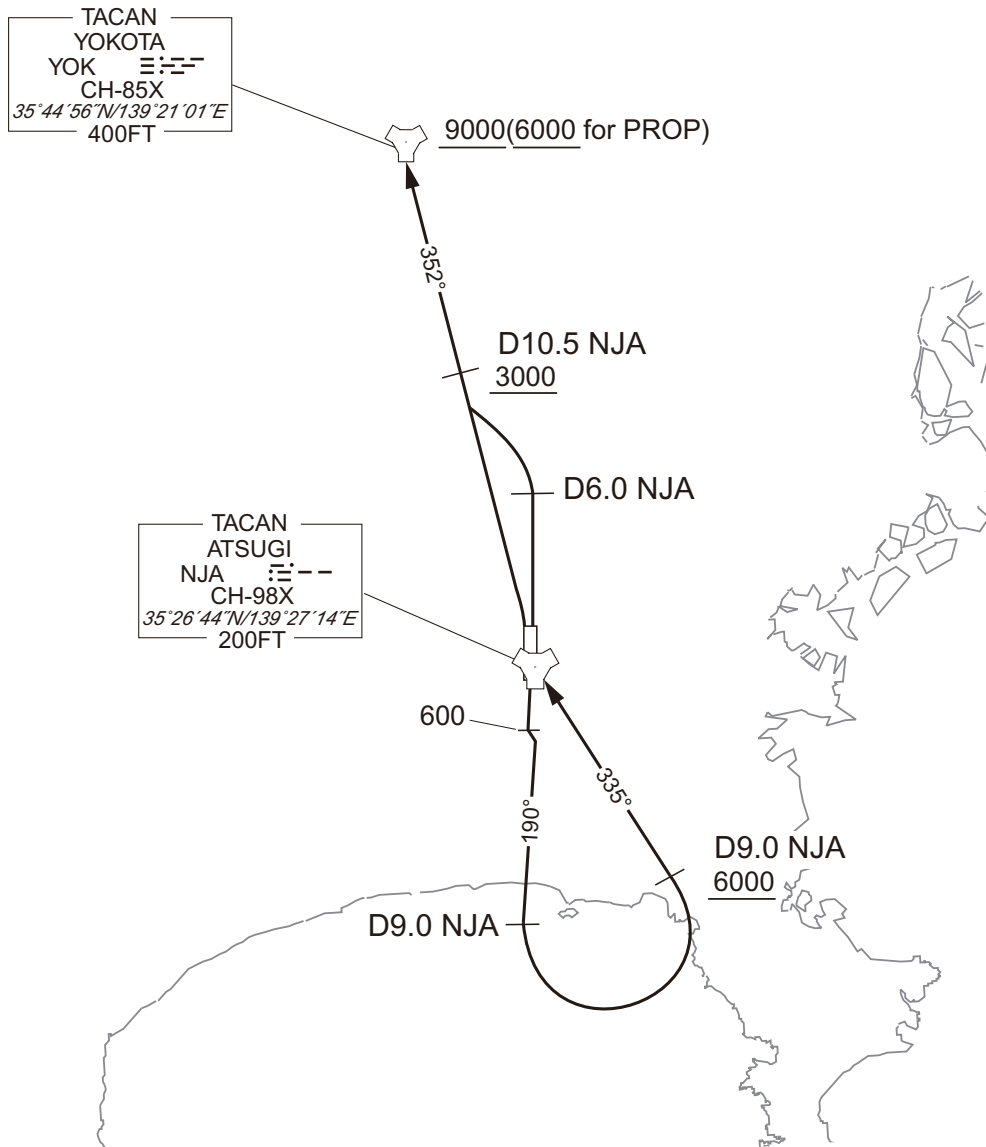 TACAN
YOKOTA
YOK
CH-85X
35°44′56″N/139°21′01″E
400FT
9000(6000 for PROP)
352°
D10.5 NJA
3000
D6.0 NJA
TACAN
ATSUGI
NJA
CH-98X
35°26′44″N/139°27′14″E
200FT
600
335°
190°
D9.0 NJA
6000
D9.0 NJA